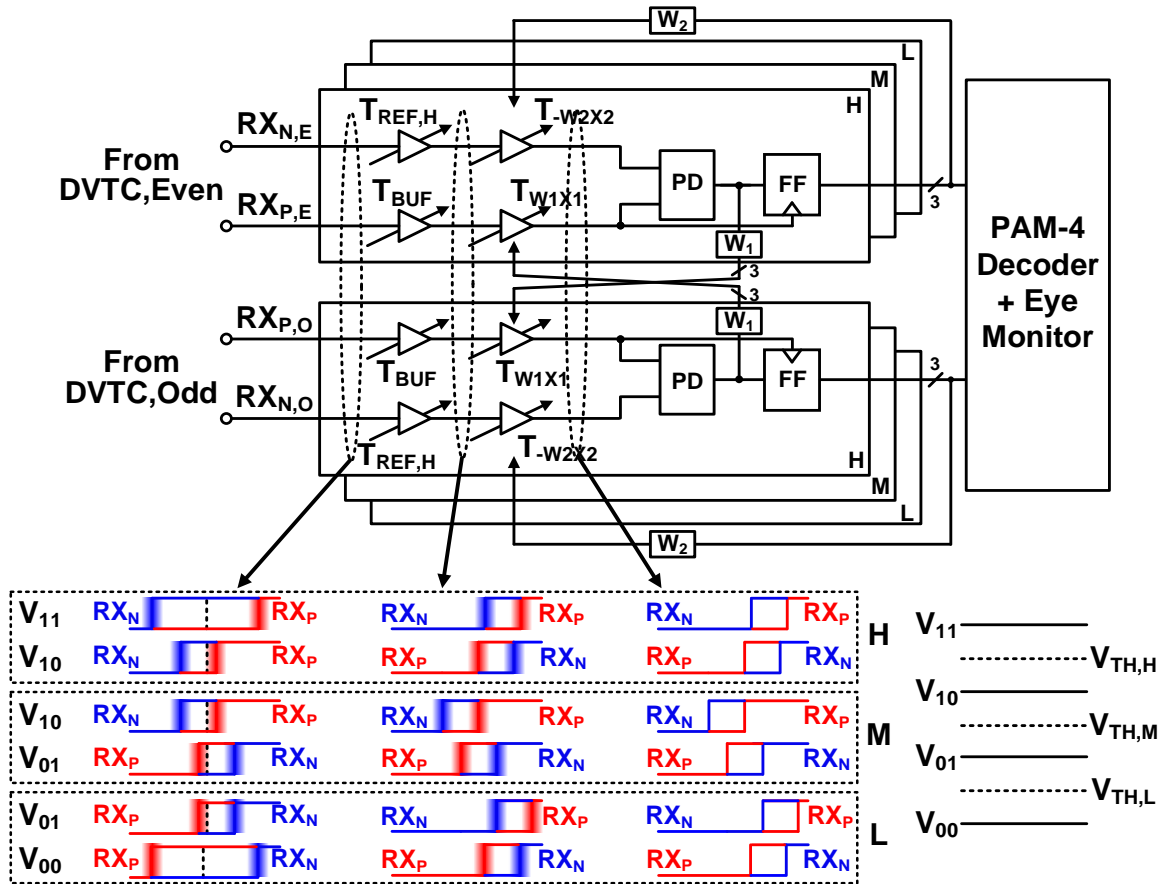 W2
L
M
H
RXN,E
TREF,H
T-W2X2
From
DVTC,Even
PD
FF
3
RXP,E
TBUF
TW1X1
W1
3
3
PAM-4
Decoder
+ Eye
Monitor
RXP,O
W1
From
DVTC,Odd
TBUF
TW1X1
PD
FF
3
RXN,O
TREF,H
T-W2X2
H
M
L
W2
V11 RXN RXP RXN RXP RXN RXP
H
V10 RXN RXP RXP RXN RXP RXN
V10 RXN RXP RXN RXP RXN RXP
M
V01 RXP RXN RXP RXN RXP RXN
V01 RXP RXN RXN RXP RXN RXP
L
V00 RXP RXN RXP RXN RXP RXN
V11
VTH,H
V10
VTH,M
V01
VTH,L
V00